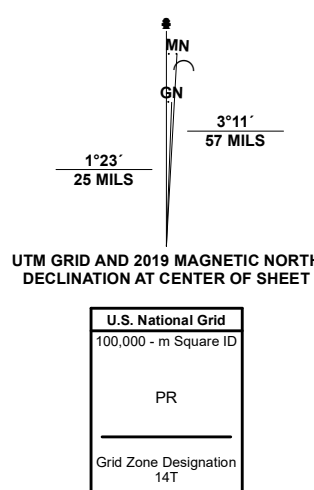 MN
GN
3°11´
57 MILS
1°23´
25 MILS
UTM GRID AND 2019 MAGNETIC NORTH
DECLINATION AT CENTER OF SHEET
U.S. National Grid
100,000 - m Square ID
PR
Grid Zone Designation
14T